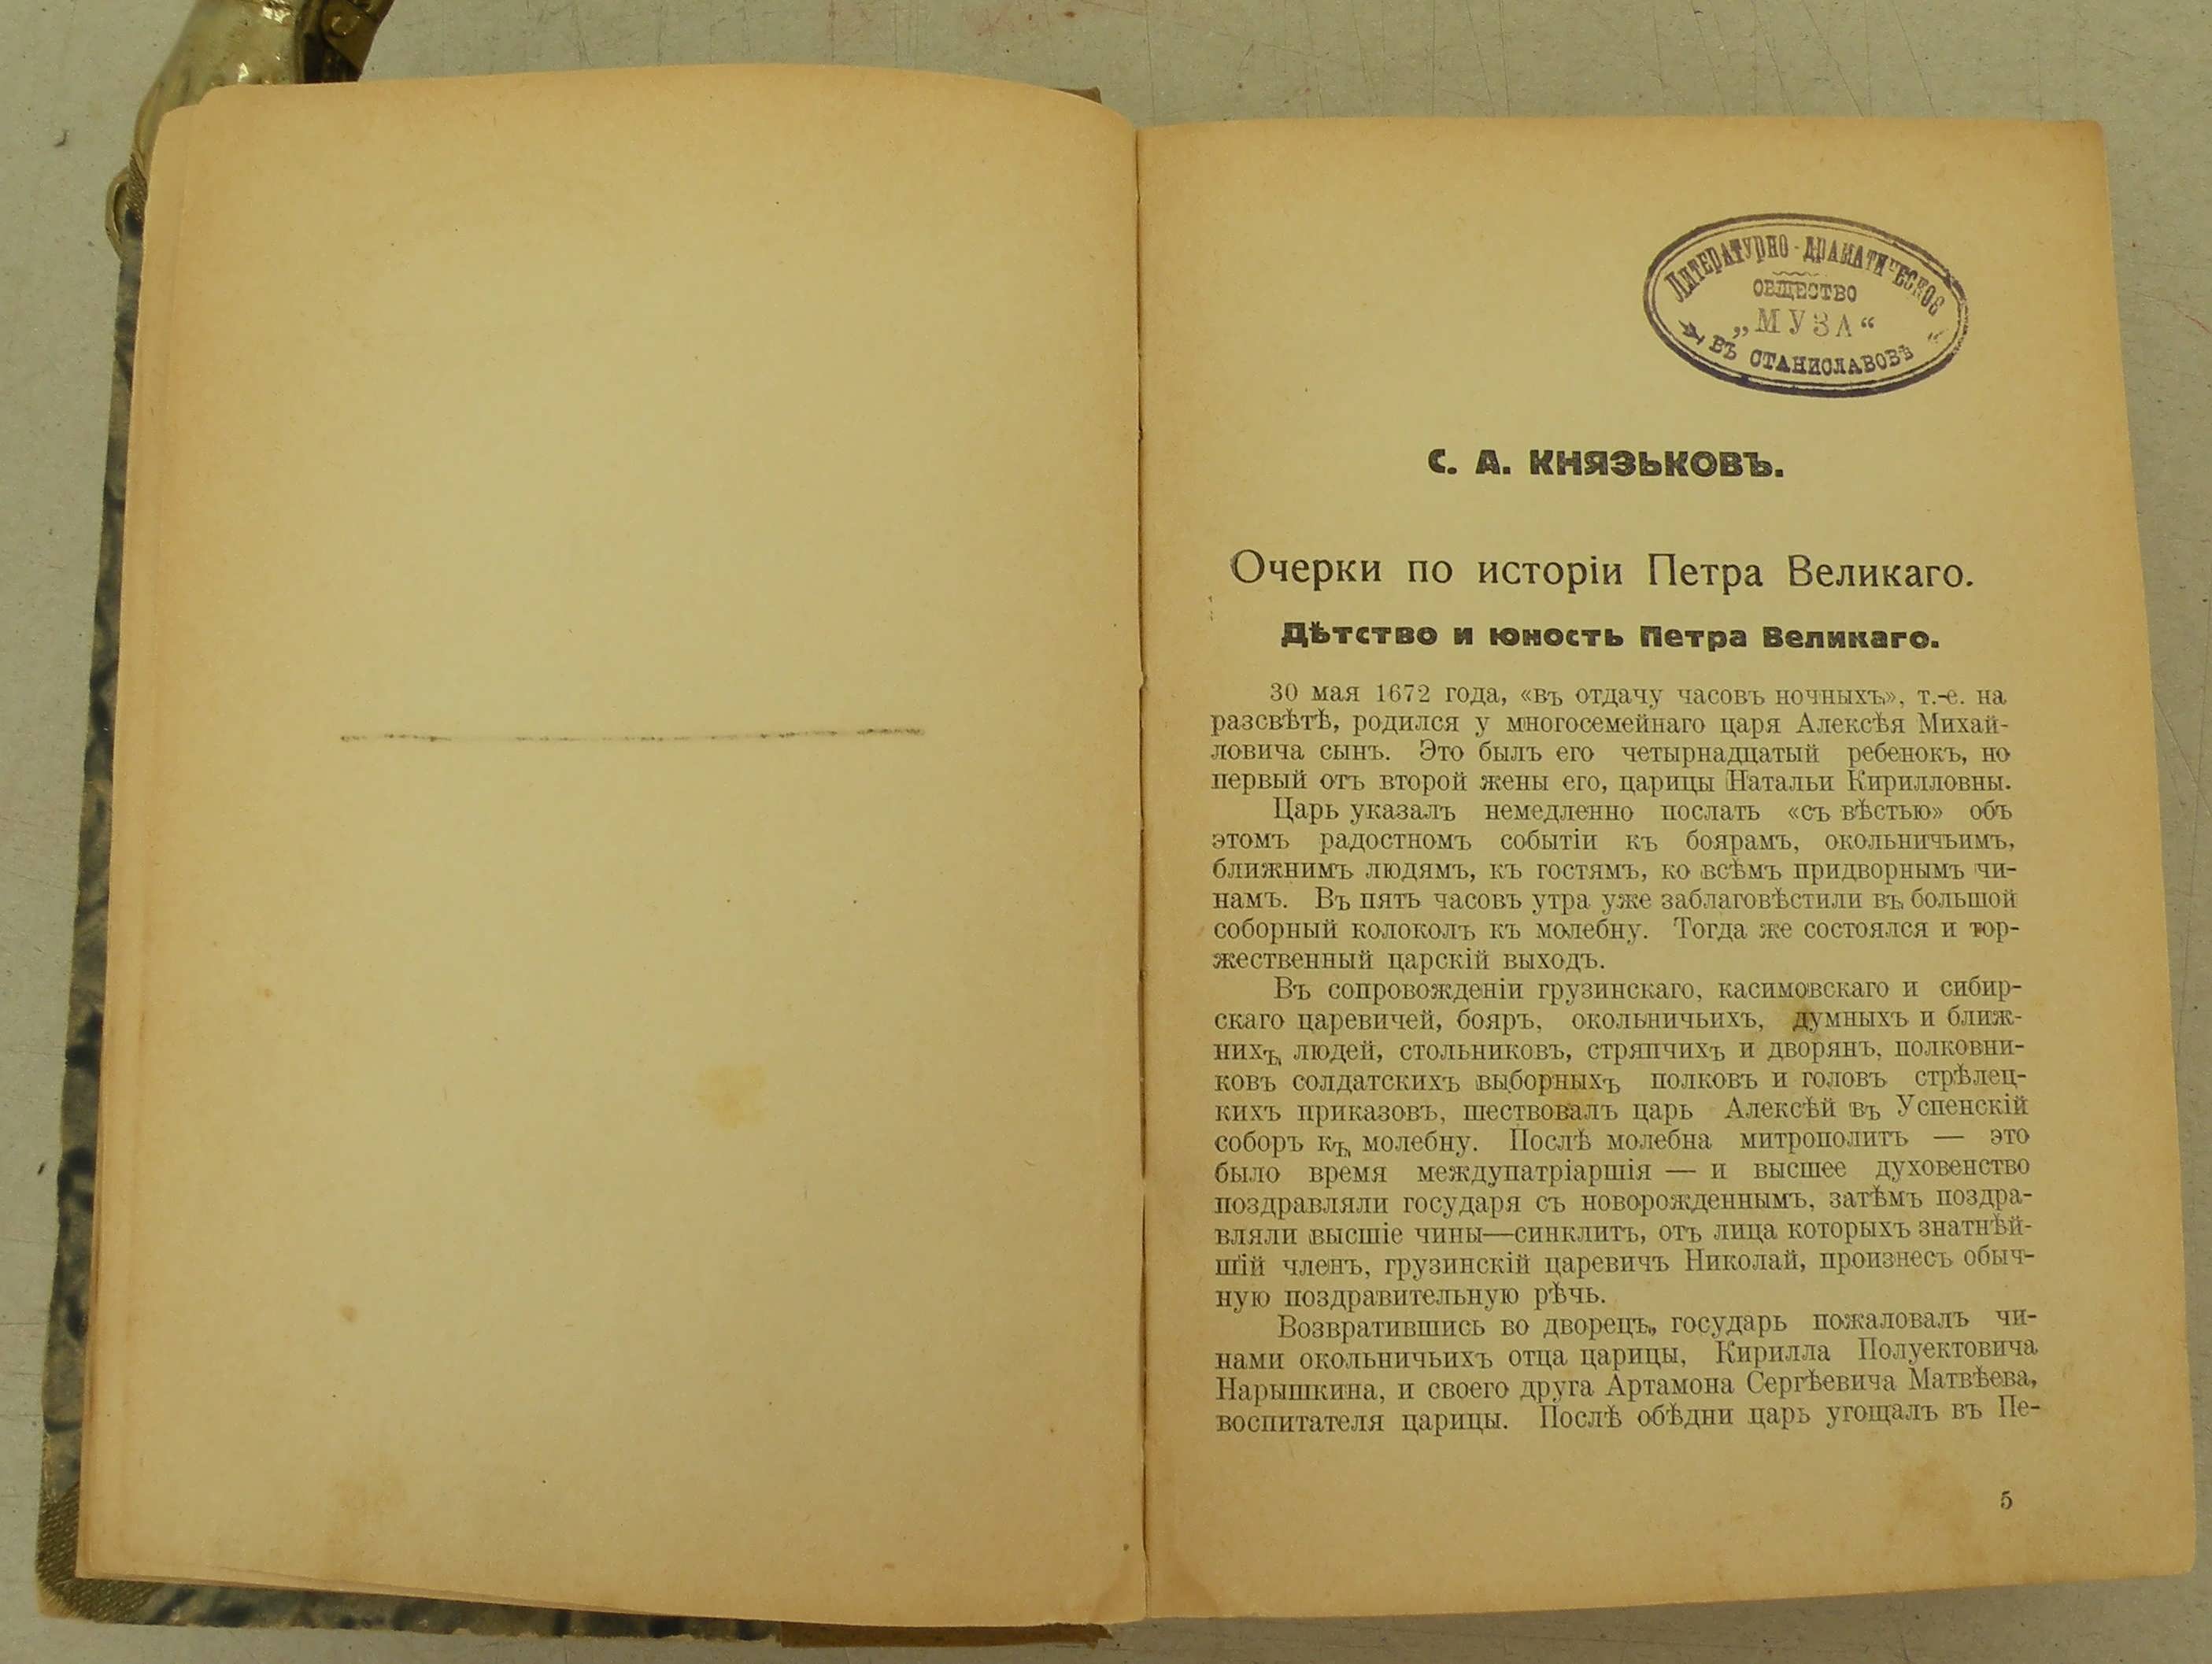 Литературно-драматическое
общество
„МУЗА“
въ Станиславовѣ
С. А. КНЯЗЬКОВЪ.
Очерки по исторіи Петра Великаго.
Дѣтство и юность Петра Великаго.
30 мая 1672 года, «въ отдачу часовъ ночныхъ», т.-е. на
разсвѣтѣ, родился у многосемейнаго царя Алексѣя Михай-
ловича сынъ. Это былъ его четырнадцатый ребенокъ, но
первый отъ второй жены его, царицы Натальи Кирилловны.
Царь указалъ немедленно послать «съ вѣстью» объ
этомъ радостномъ событіи къ боярамъ, окольничьимъ,
ближнимъ людямъ, къ гостямъ, ко всѣмъ придворнымъ чи-
намъ. Въ пять часовъ утра уже заблаговѣстили въ большой
соборный колоколъ къ молебну. Тогда же состоялся и тор-
жественный царскій выходъ.
Въ сопровожденіи грузинскаго, касимовскаго и сибир-
скаго царевичей, бояръ, окольничьихъ, думныхъ и ближ-
нихъ людей, стольниковъ, стряпчихъ и дворянъ, полковни-
ковъ солдатскихъ выборныхъ полковъ и головъ стрѣлец-
кихъ приказовъ, шествовалъ царь Алексѣй въ Успенскій
соборъ къ молебну. Послѣ молебна митрополитъ — это
было время междупатріаршія — и высшее духовенство
поздравляли государя съ новорожденнымъ, затѣмъ поздра-
вляли высшіе чины—синклитъ, отъ лица которыхъ знатнѣй-
шій членъ, грузинскій царевичъ Николай, произнесъ обыч-
ную поздравительную рѣчь.
Возвратившись во дворецъ, государь пожаловалъ чи-
нами окольничьихъ отца царицы, Кирилла Полуектовича
Нарышкина, и своего друга Артамона Сергѣевича Матвѣева,
воспитателя царицы. Послѣ обѣдни царь угощалъ въ Пе-
5